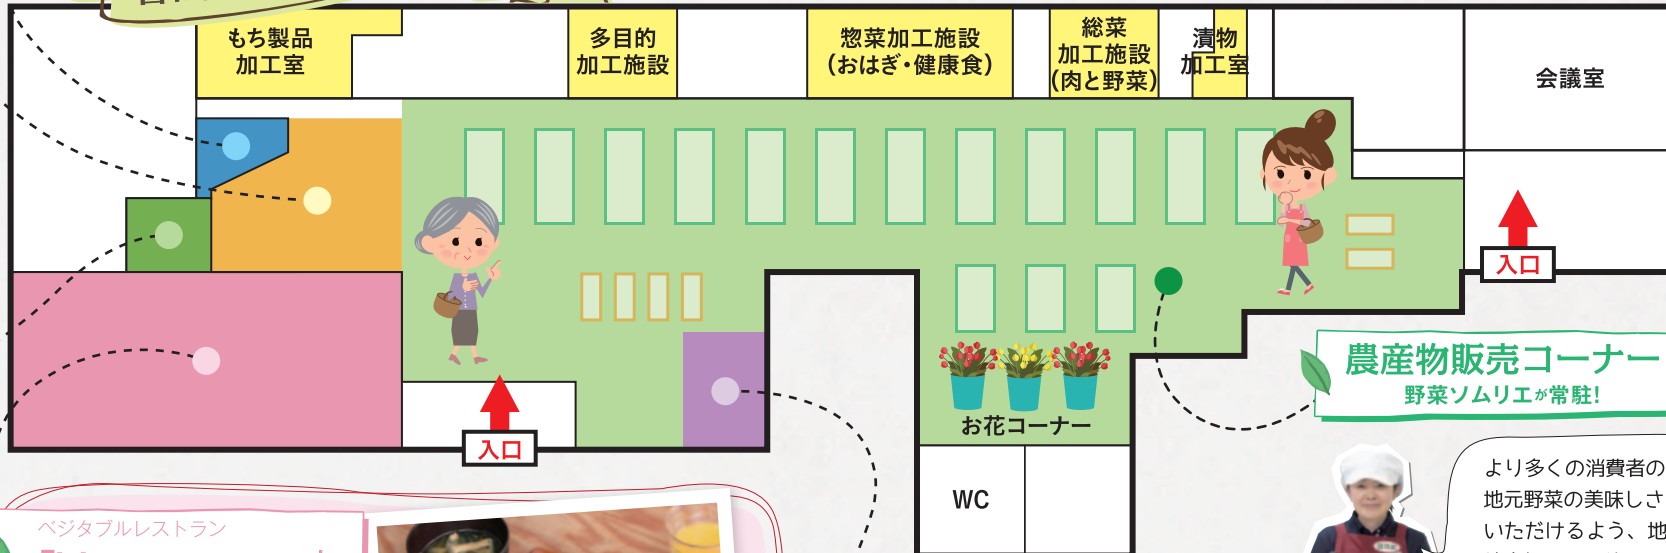 もち製品
加工室
多目的
加工施設
惣菜加工施設
(おはぎ・健康食)
総菜
加工施設
(肉と野菜)
漬物
加工室
会議室
入口
農産物販売コーナー
野菜ソムリエが常駐!
お花コーナー
入口
WC
より多くの消費者の
地元野菜の美味しさ
いただけるよう、地
ベジタブルレストラン